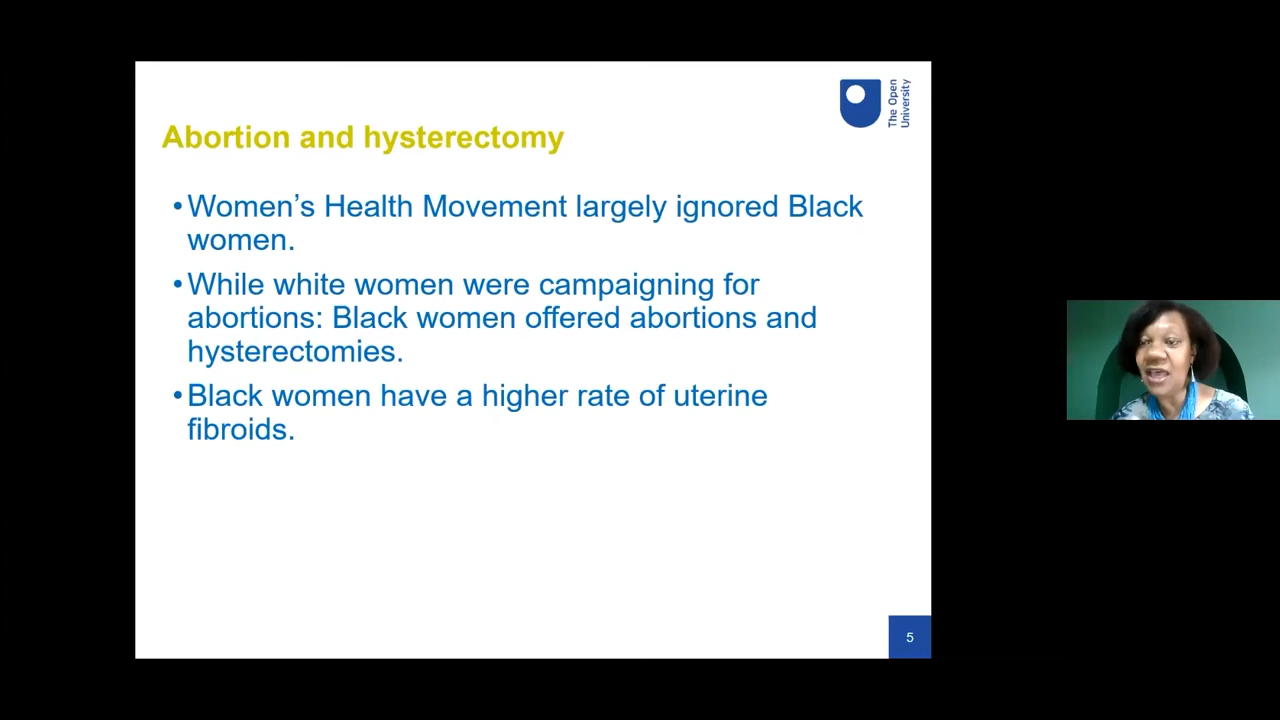 The Open
University
Abortion and hysterectomy
•Women’s Health Movement largely ignored Black
women.
•While white women were campaigning for
abortions: Black women offered abortions and
hysterectomies.
•Black women have a higher rate of uterine
fibroids.
5